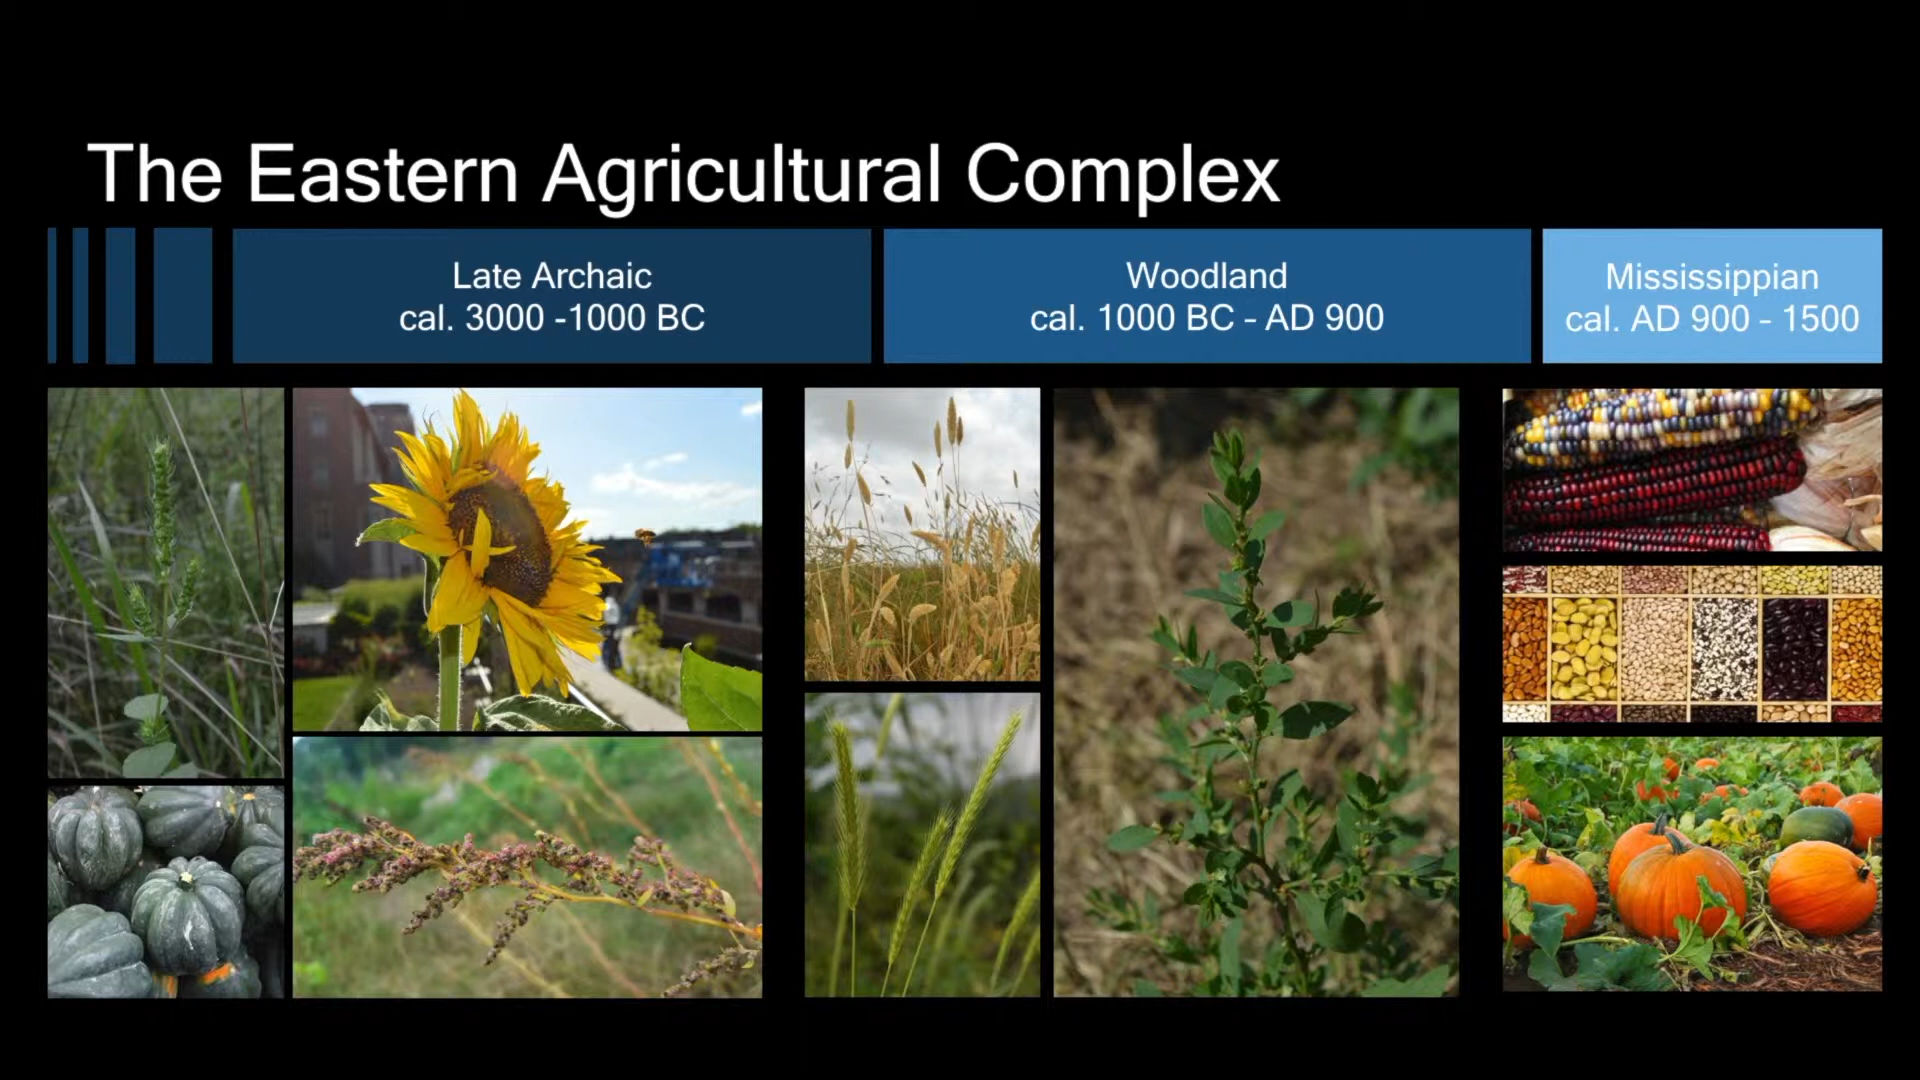 The Eastern Agricultural Complex
Late Archaic
cal. 3000 -1000 BC
Woodland
cal. 1000 BC - AD 900
Mississippian
cal. AD 900 - 1500